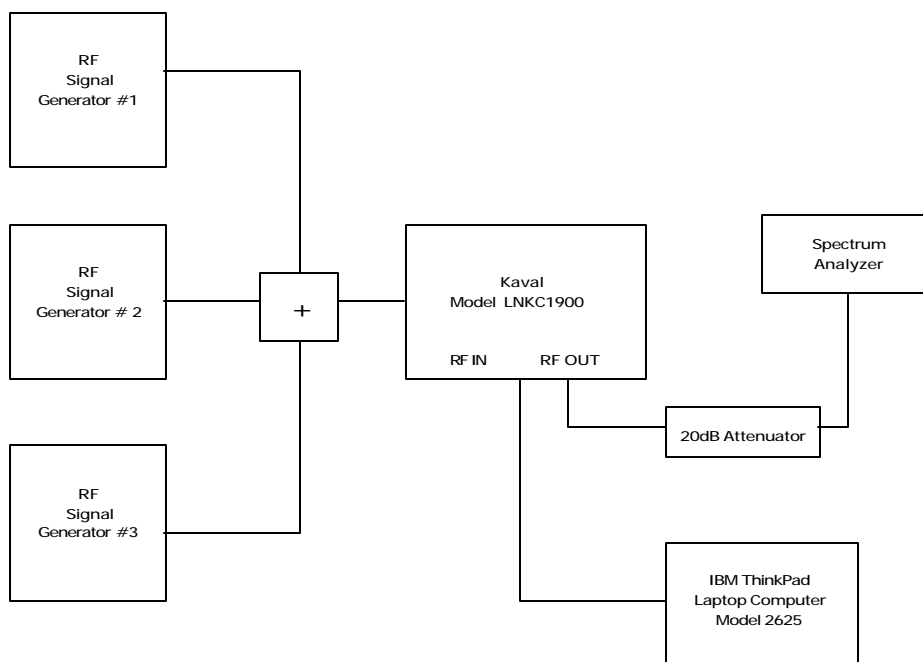 RF
Signal
Generator #1
RF
Signal
Generator # 2
+
Kaval
Model LNKC1900
RF IN RF OUT
Spectrum
Analyzer
20dB Attenuator
RF
Signal
Generator #3
IBM ThinkPad
Laptop Computer
Model 2625